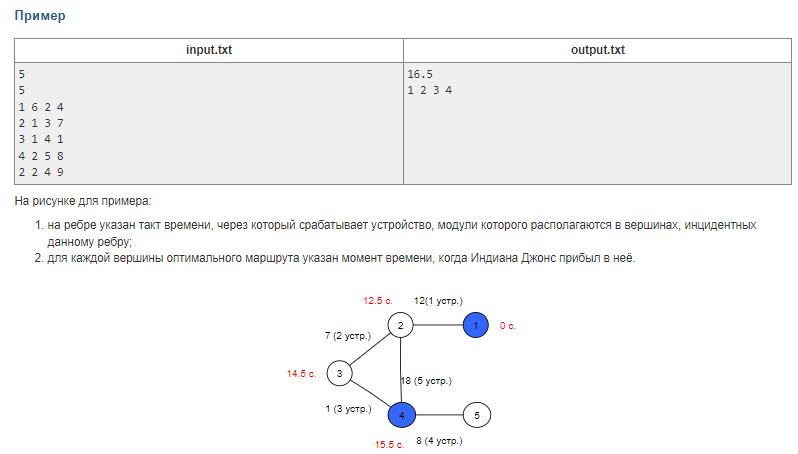 Пример
input.txt output.txt
5 16.5
5 1 2 3 4
1 6 2 4
2 1 3 7
3 1 4 1
4 2 5 8
2 2 4 9
На рисунке для примера:
1. на ребре указан такт времени, через который срабатывает устройство, модули которого располагаются в вершинах, инцидентных
данному ребру;
2. для каждой вершины оптимального маршрута указан момент времени, когда Индиана Джонс прибыл в неё.
12.5 с. 12(1 устр.)
2 1 0 с.
7 (2 устр.)
14.5 с. 3
18 (5 устр.)
1 (3 устр.)
4 5
15.5 с. 8 (4 устр.)